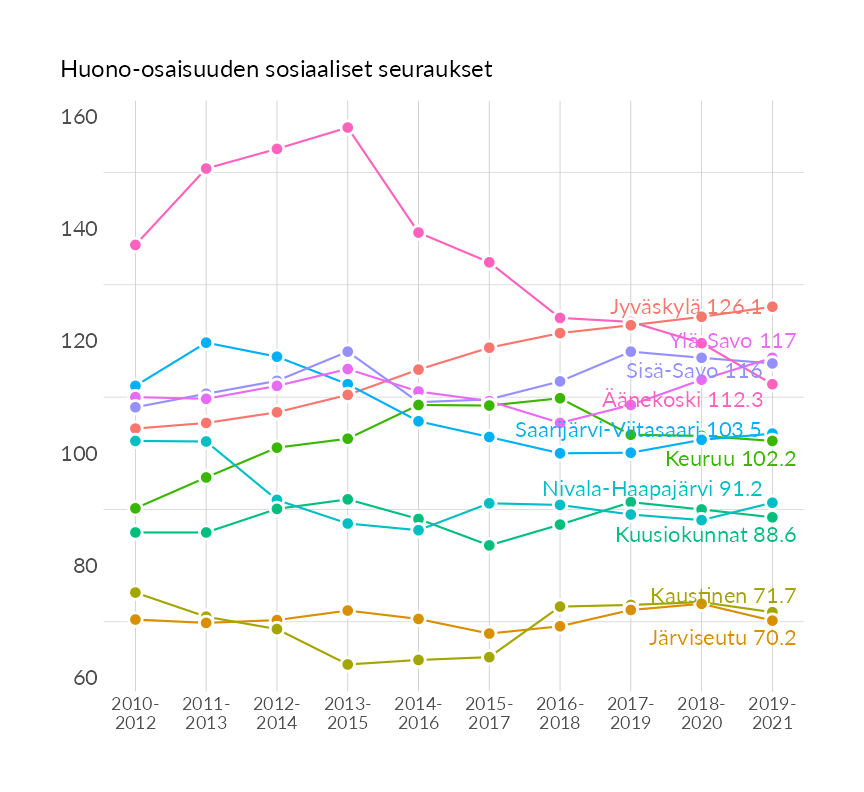 Huono-osaisuuden sosiaaliset seuraukset
160
140
120
100
80
60
Jyväskylä 126.1
Ylä-Savo 117
Sisä-Savo 116
Äänekoski 112.3
Saarijärvi-Viitasaari 103.5
Keuruu 102.2
Nivala-Haapajärvi 91.2
Kuusiokunnat 88.6
Kaustinen 71.7
Järviseutu 70.2
2010- 2011- 2012- 2013- 2014- 2015- 2016- 2017- 2018- 2019-
2012 2013 2014 2015 2016 2017 2018 2019 2020 2021